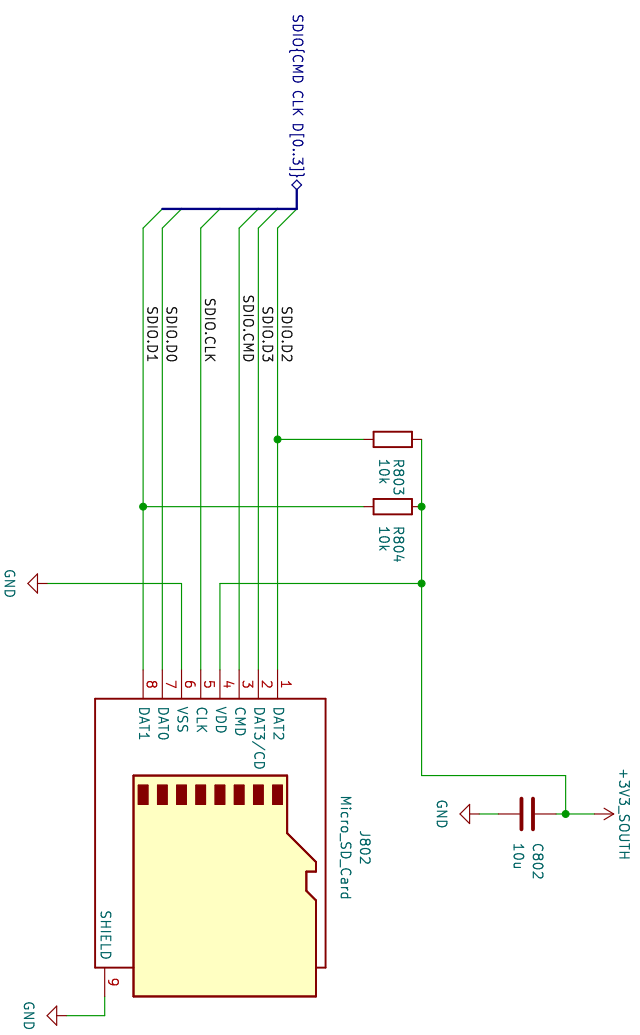 SDIO{CMD CLK D[0..3]}
SDIO.D2
SDIO.D3
SDIO.CMD
SDIO.CLK
SDIO.D0
SDIO.D1
R803
10k
R804
10k
+3V3_SOUTH
C802
10u
GND
GND
J802
Micro_SD_Card
1
DAT2
2
DAT3/CD
3
CMD
4
VDD
5
CLK
6
VSS
7
DAT0
8
DAT1
SHIELD
9
GND